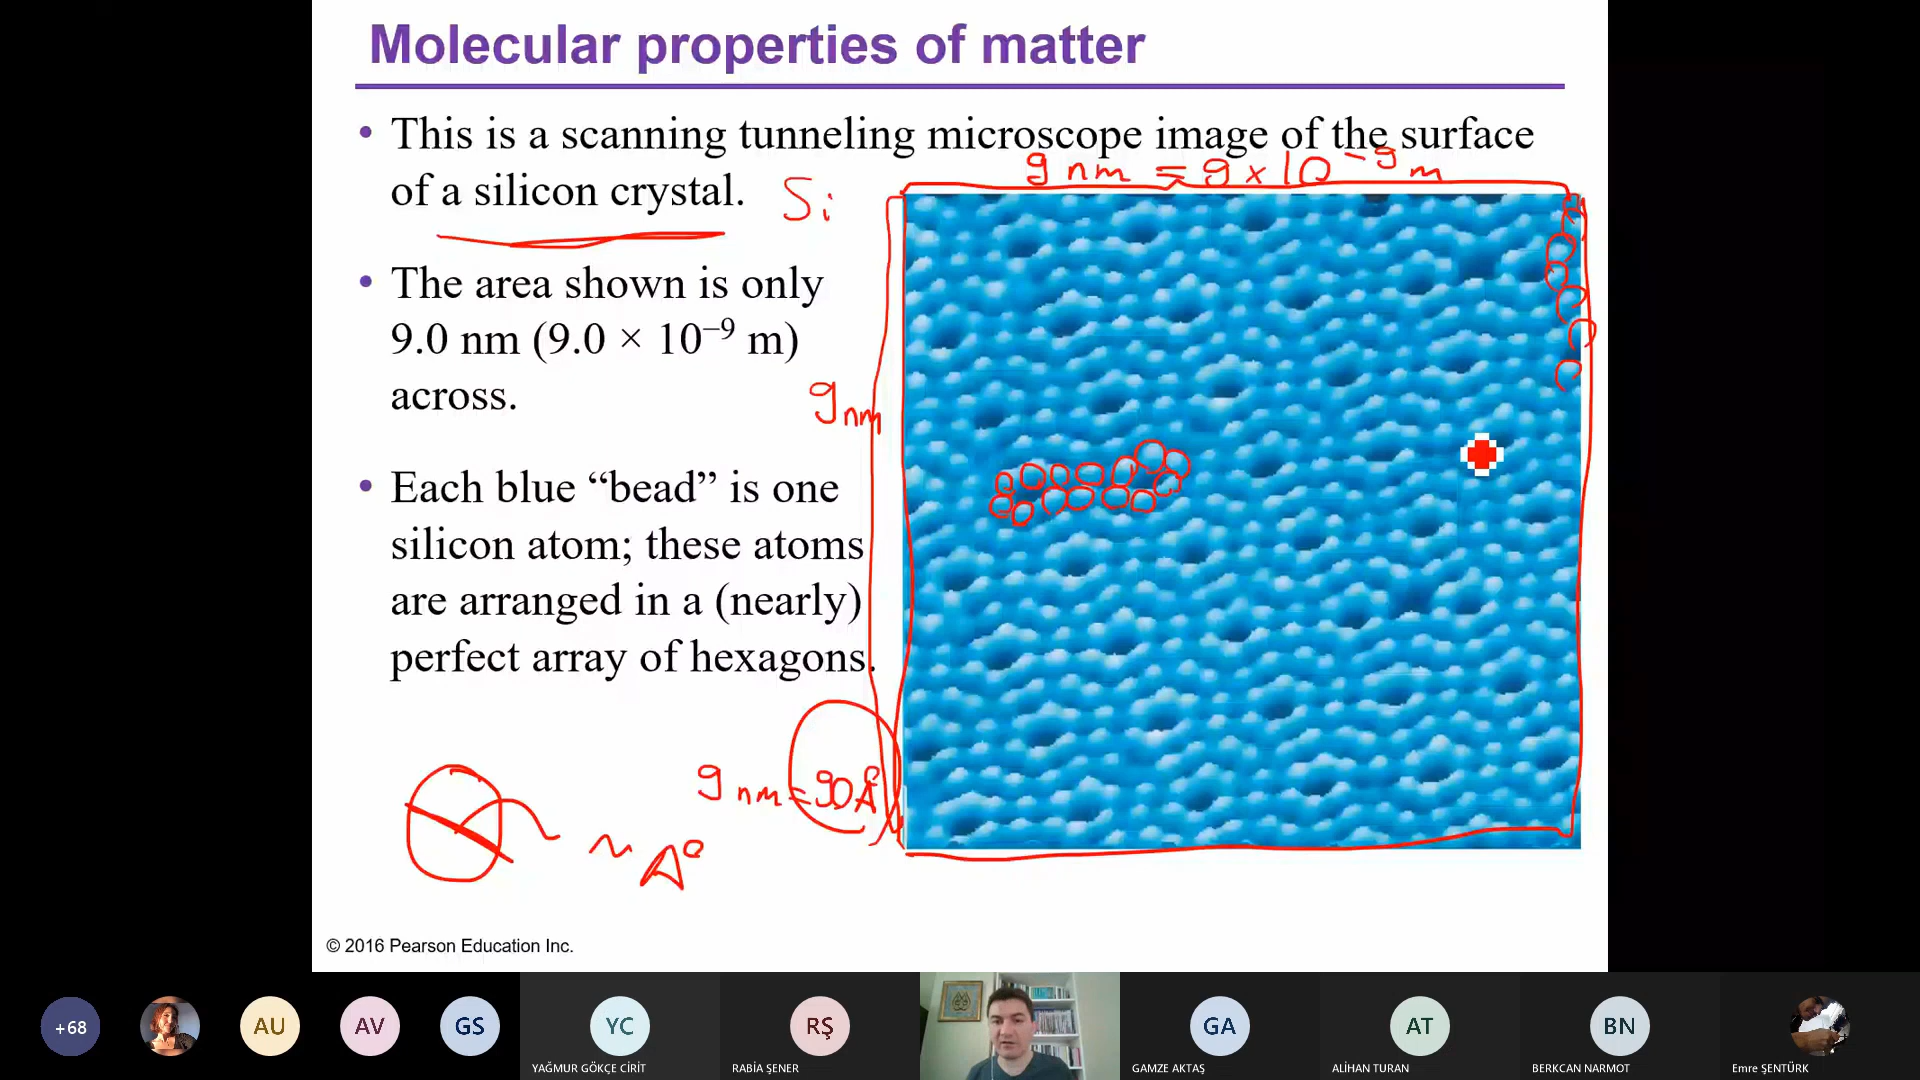 Molecular properties of matter
• This is a scanning tunneling microscope image of the surface
of a silicon crystal.
Si
9 nm = 9 × 10⁻⁹ m
• The area shown is only
9.0 nm (9.0 × 10⁻⁹ m)
across.
9 nm
• Each blue “bead” is one
silicon atom; these atoms
are arranged in a (nearly)
perfect array of hexagons.
9 nm = 90 Å
~ A°
© 2016 Pearson Education Inc.
+68
AU
AV
GS
YC
RŞ
GA
AT
BN
YAĞMUR GÖKÇE CİRİT
RABİA ŞENER
GAMZE AKTAŞ
ALİHAN TURAN
BERKCAN NARMOT
Emre ŞENTÜRK